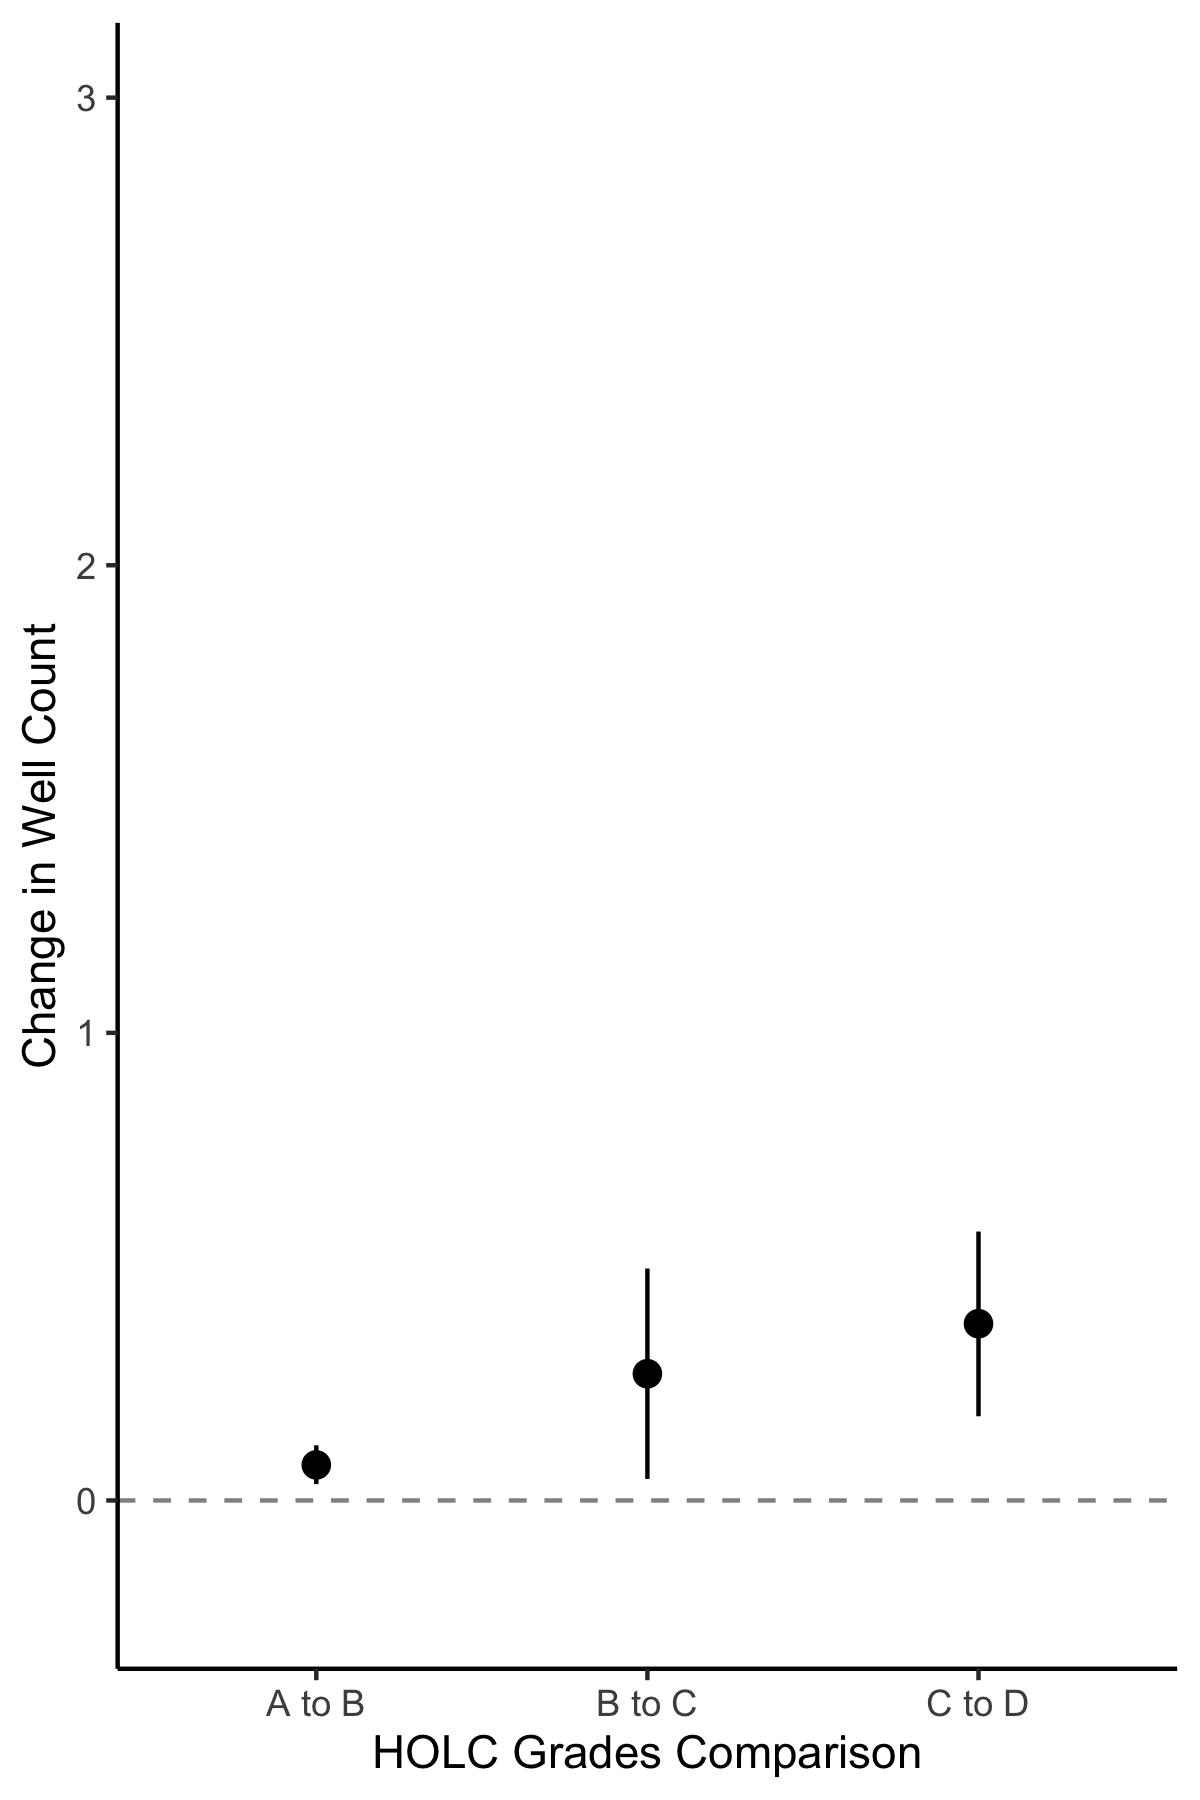 3
2
1
0
Change in Well Count
A to B
B to C
C to D
HOLC Grades Comparison